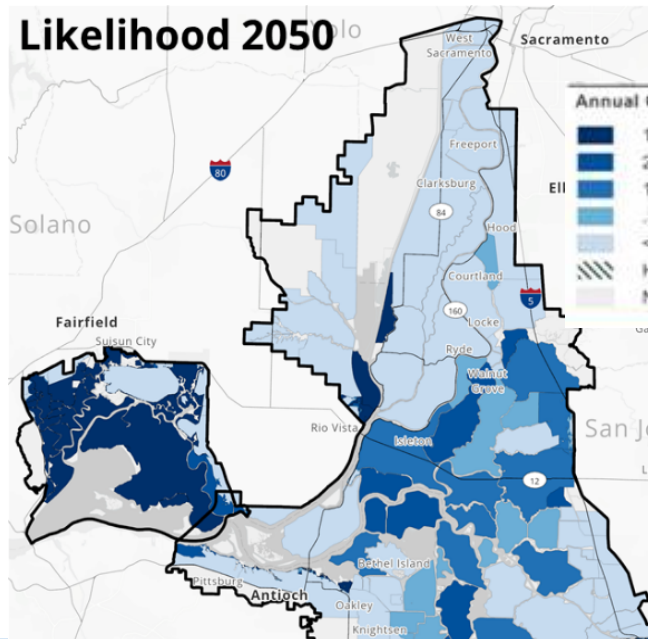 Likelihood 2050
Yolo
West
Sacramento
Sacramento
Annual
80
Freeport
Clarksburg
Solano
84
Hood
Courtland
5
160
Fairfield
Locke
Suisun City
Ryde
Walnut
Grove
Rio Vista
Isleton
San Jo
12
Bethel Island
Pittsburg
Antioch
Oakley
Knightsen